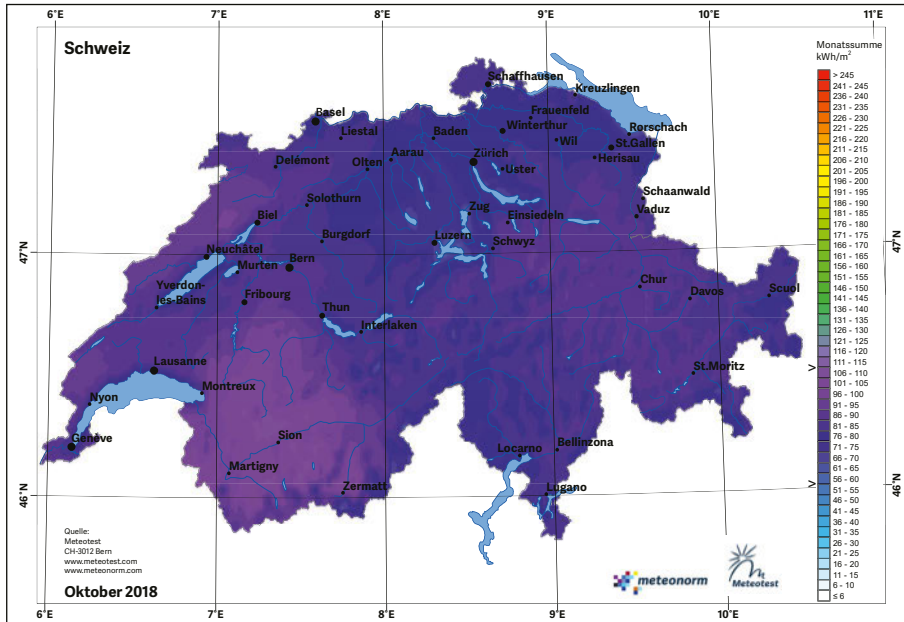 6°E 7°E 8°E 9°E 10°E 11°E
Schweiz
Monatssumme
kWh/m²
> 245
241 - 245
236 - 240
231 - 235
226 - 230
221 - 225
216 - 220
211 - 215
206 - 210
201 - 205
196 - 200
191 - 195
186 - 190
181 - 185
176 - 180
171 - 175
166 - 170
161 - 165
156 - 160
151 - 155
146 - 150
141 - 145
136 - 140
131 - 135
126 - 130
121 - 125
116 - 120
111 - 115
106 - 110
101 - 105
96 - 100
91 - 95
86 - 90
81 - 85
76 - 80
71 - 75
66 - 70
61 - 65
56 - 60
51 - 55
46 - 50
41 - 45
36 - 40
31 - 35
26 - 30
21 - 25
16 - 20
11 - 15
6 - 10
≤ 6
Schaffhausen
Kreuzlingen
Basel
Frauenfeld
Liestal
Baden
Winterthur
Rorschach
Wil
St.Gallen
Aarau
Zürich
Herisau
Delémont
Olten
Uster
Schaanwald
Solothurn
Zug
Vaduz
Biel
Einsiedeln
Burgdorf
Luzern
Schwyz
47°N
47°N
Neuchâtel
Murten
Bern
Yverdon-
les-Bains
Fribourg
Chur
Davos
Scuol
Thun
Interlaken
Lausanne
St.Moritz
Montreux
Nyon
Genève
Sion
Locarno
Bellinzona
Martigny
Zermatt
Lugano
46°N
46°N
Quelle:
Meteotest
CH-3012 Bern
www.meteotest.com
www.meteonorm.com
Oktober 2018
meteonorm
Meteotest
6°E 7°E 8°E 9°E 10°E